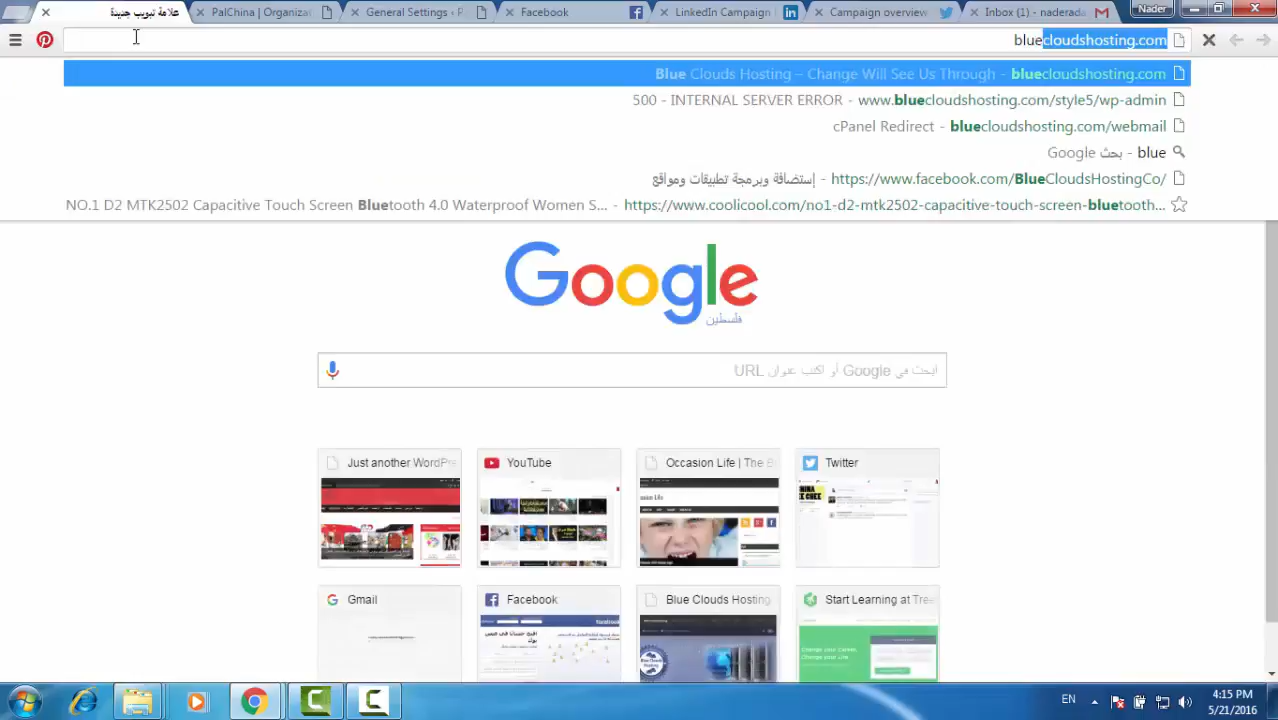 علامة تبويب جديدة
PalChina | Organizat
General Settings ‹ P
Facebook
LinkedIn Campaign
Campaign overview
Inbox (1) - naderada
Nader
bluecloudshosting.com
Blue Clouds Hosting – Change Will See Us Through - bluecloudshosting.com
500 - INTERNAL SERVER ERROR - www.bluecloudshosting.com/style5/wp-admin
cPanel Redirect - bluecloudshosting.com/webmail
blue - بحث Google
إستضافة وبرمجة تطبيقات ومواقع - https://www.facebook.com/BlueCloudsHostingCo/
NO.1 D2 MTK2502 Capacitive Touch Screen Bluetooth 4.0 Waterproof Women S... - https://www.coolicool.com/no1-d2-mtk2502-capacitive-touch-screen-bluetooth...
Google
فلسطين
ابحث في Google أو اكتب عنوان URL
Just another WordPre
YouTube
Occasion Life | The B
Twitter
Gmail
Facebook
Blue Clouds Hosting
Start Learning at Tree
EN
4:15 PM
5/21/2016